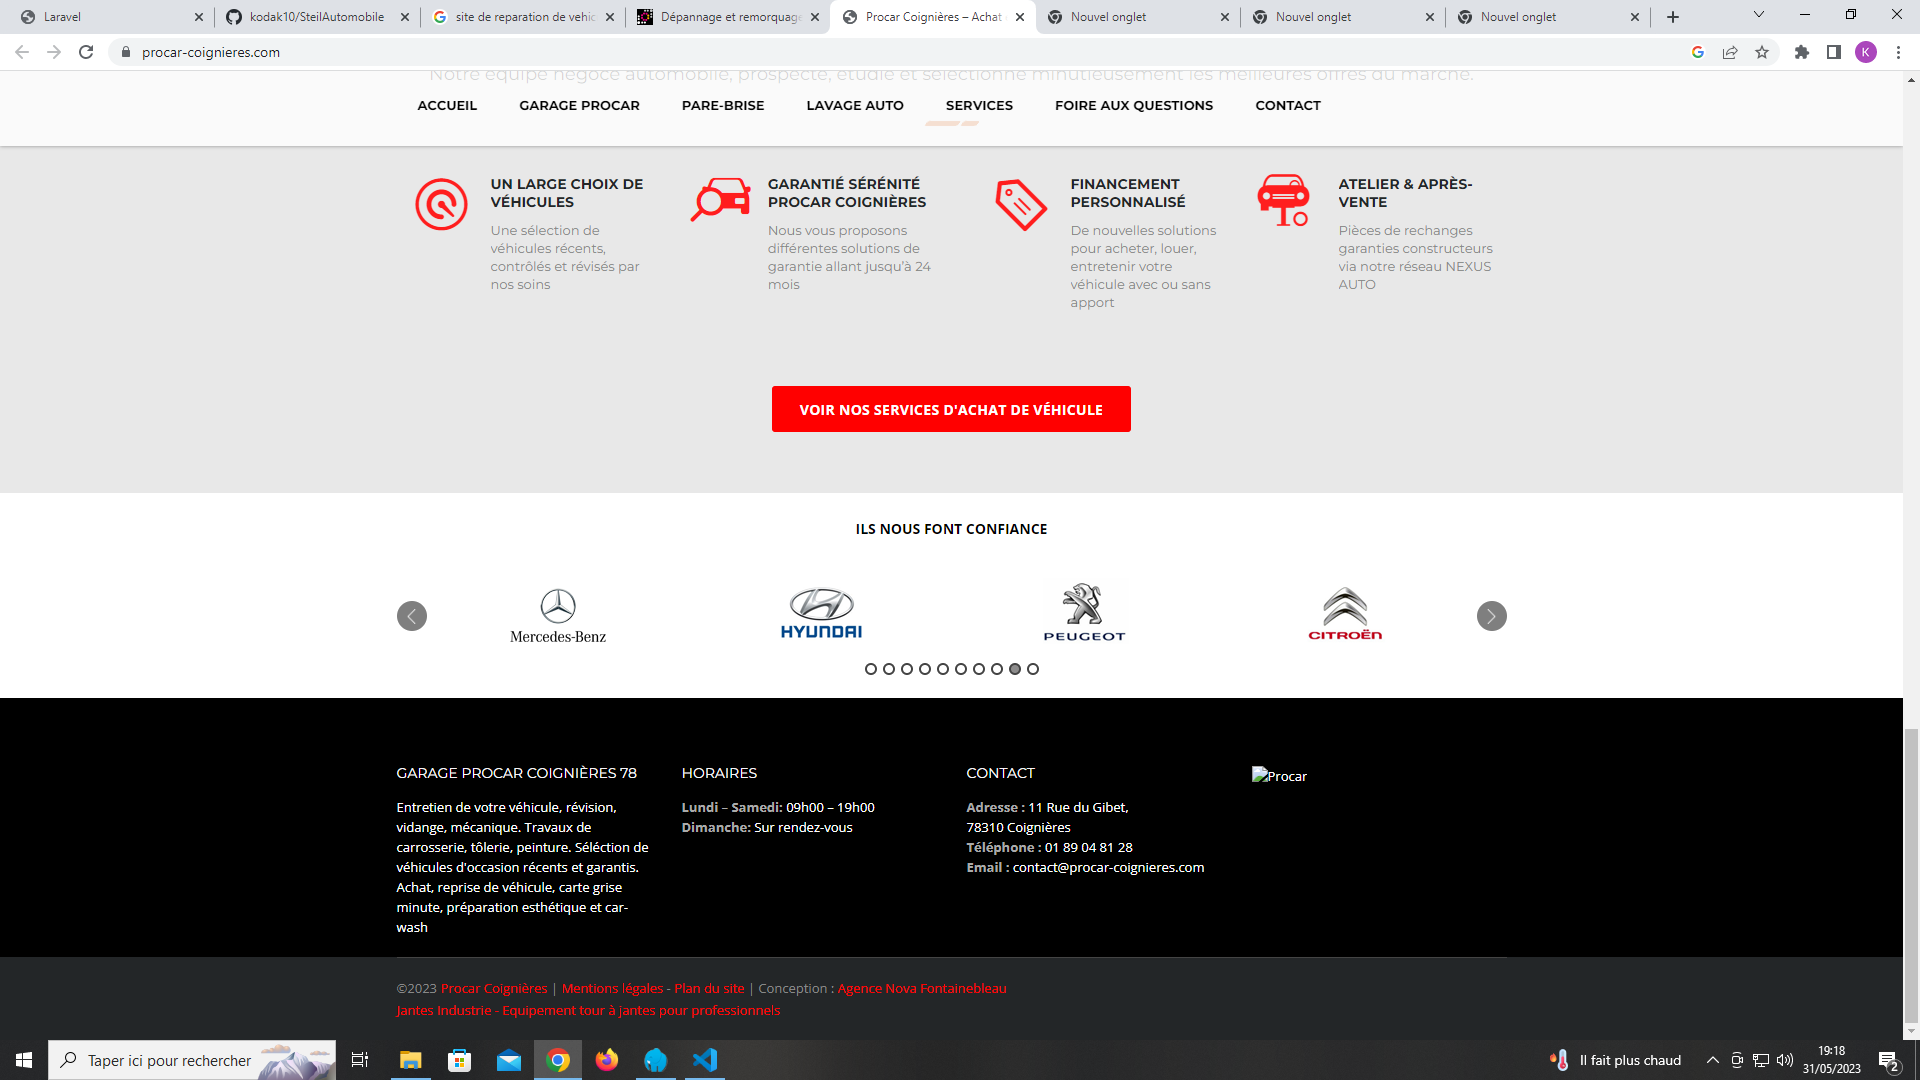 Laravel
kodak10/SteilAutomobile
site de reparation de vehic
Dépannage et remorquage
Procar Coignières – Achat
Nouvel onglet
Nouvel onglet
Nouvel onglet
procar-coignieres.com
K
Notre équipe négoce automobile, prospecte, étudie et sélectionne minutieusement les meilleures offres du marché.
ACCUEIL GARAGE PROCAR PARE-BRISE LAVAGE AUTO SERVICES FOIRE AUX QUESTIONS CONTACT
UN LARGE CHOIX DE
VÉHICULES
Une sélection de
véhicules récents,
contrôlés et révisés par
nos soins
GARANTIÉ SÉRÉNITÉ
PROCAR COIGNIÈRES
Nous vous proposons
différentes solutions de
garantie allant jusqu'à 24
mois
FINANCEMENT
PERSONNALISÉ
De nouvelles solutions
pour acheter, louer,
entretenir votre
véhicule avec ou sans
apport
ATELIER & APRÈS-
VENTE
Pièces de rechanges
garanties constructeurs
via notre réseau NEXUS
AUTO
VOIR NOS SERVICES D'ACHAT DE VÉHICULE
ILS NOUS FONT CONFIANCE
Mercedes-Benz
HYUNDAI
PEUGEOT
CITROËN
GARAGE PROCAR COIGNIÈRES 78
Entretien de votre véhicule, révision,
vidange, mécanique. Travaux de
carrosserie, tôlerie, peinture. Séléction de
véhicules d'occasion récents et garantis.
Achat, reprise de véhicule, carte grise
minute, préparation esthétique et car-
wash
HORAIRES
Lundi – Samedi: 09h00 – 19h00
Dimanche: Sur rendez-vous
CONTACT
Adresse : 11 Rue du Gibet,
78310 Coignières
Téléphone : 01 89 04 81 28
Email : contact@procar-coignieres.com
Procar
©2023 Procar Coignières | Mentions légales - Plan du site | Conception : Agence Nova Fontainebleau
Jantes Industrie - Equipement tour à jantes pour professionnels
Taper ici pour rechercher
Il fait plus chaud
19:18
31/05/2023
2